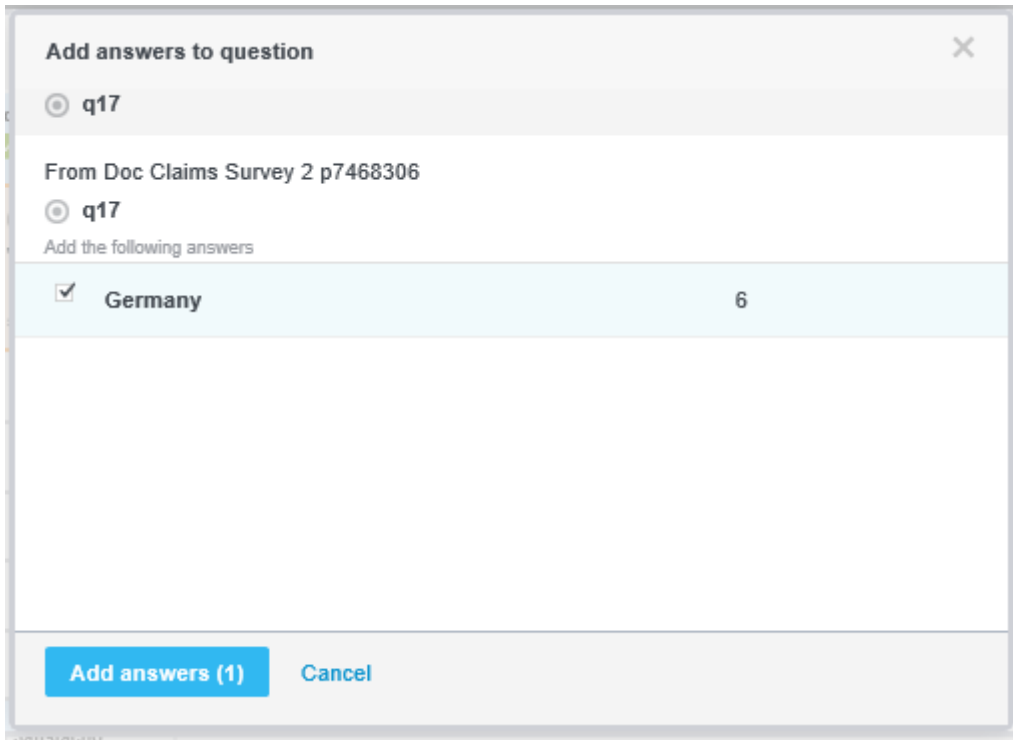 Add answers to question
q17
From Doc Claims Survey 2 p7468306
q17
Add the following answers
Germany 6
Add answers (1) Cancel